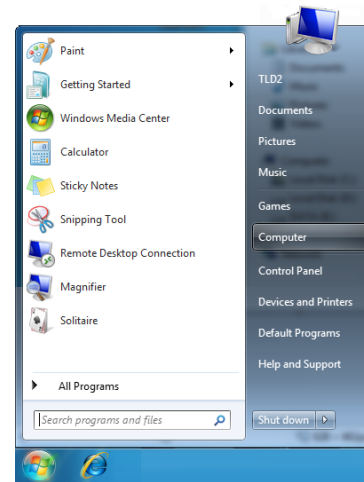 Paint
Getting Started
Windows Media Center
Calculator
Sticky Notes
Snipping Tool
Remote Desktop Connection
Magnifier
Solitaire
All Programs
Search programs and files
TLD2
Documents
Pictures
Music
Games
Computer
Control Panel
Devices and Printers
Default Programs
Help and Support
Shut down